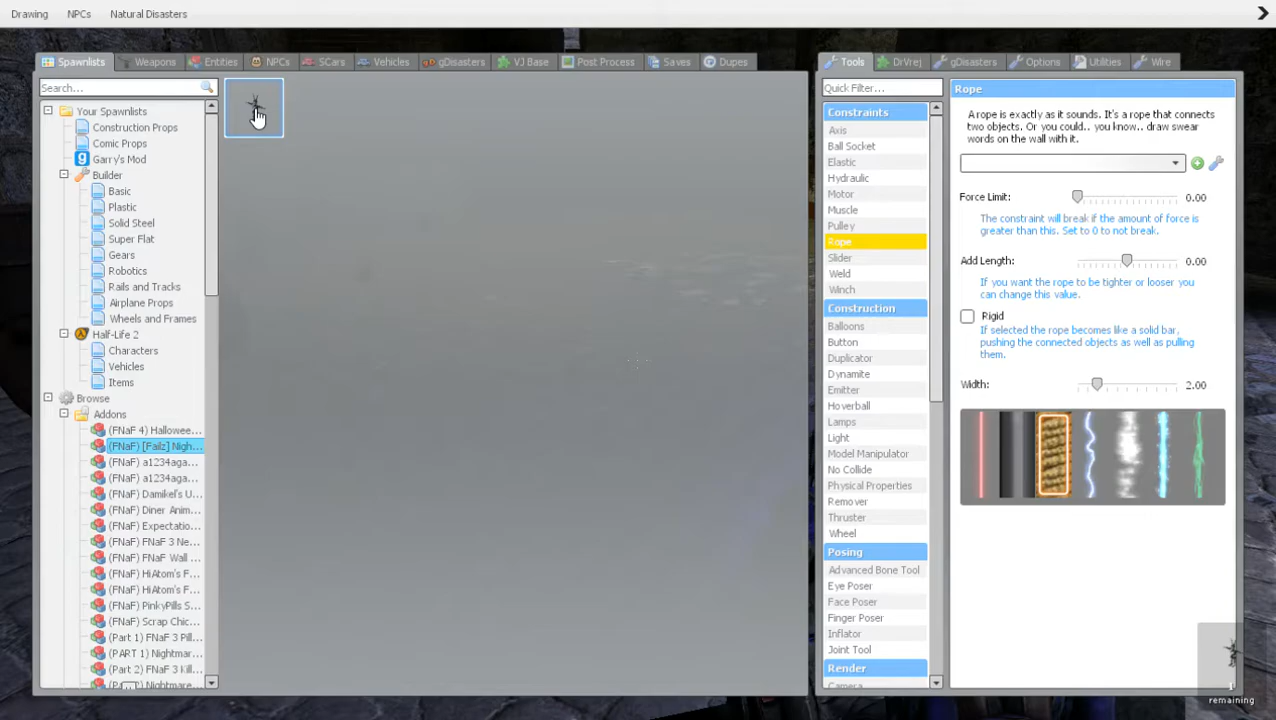 Drawing NPCs Natural Disasters
Spawnlists Weapons Entities NPCs SCars Vehicles gDisasters VJ Base Post Process Saves Dupes
Search...
Your Spawnlists
Construction Props
Comic Props
Garry's Mod
Builder
Basic
Plastic
Solid Steel
Super Flat
Gears
Robotics
Rails and Tracks
Airplane Props
Wheels and Frames
Half-Life 2
Characters
Vehicles
Items
Browse
Addons
(FNaF 4) Hallowee...
(FNaF) [Failz] Nigh...
(FNaF) a1234aga...
(FNaF) a1234aga...
(FNaF) Damikel's U...
(FNaF) Diner Anim...
(FNaF) Expectatio...
(FNaF) FNaF 3 Ne...
(FNaF) FNaF Wall ...
(FNaF) HiAtom's F...
(FNaF) HiAtom's F...
(FNaF) PinkyPills S...
(FNaF) Scrap Chic...
(Part 1) FNaF 3 Pill...
(PART 1) Nightmar...
(Part 2) FNaF 3 kill...
Nightmare...
Tools DrVrej gDisasters Options Utilities Wire
Quick Filter...
Constraints
Axis
Ball Socket
Elastic
Hydraulic
Motor
Muscle
Pulley
Rope
Slider
Weld
Winch
Construction
Balloons
Button
Duplicator
Dynamite
Emitter
Hoverball
Lamps
Light
Model Manipulator
No Collide
Physical Properties
Remover
Thruster
Wheel
Posing
Advanced Bone Tool
Eye Poser
Face Poser
Finger Poser
Inflator
Joint Tool
Render
Camera
Rope
A rope is exactly as it sounds. It's a rope that connects
two objects. Or you could.. you know.. draw swear
words on the wall with it.
Force Limit: 0.00
The constraint will break if the amount of force is
greater than this. Set to 0 to not break.
Add Length: 0.00
If you want the rope to be tighter or looser you
can change this value.
Rigid
If selected the rope becomes like a solid bar,
pushing the connected objects as well as pulling
them.
Width: 2.00
1
remaining